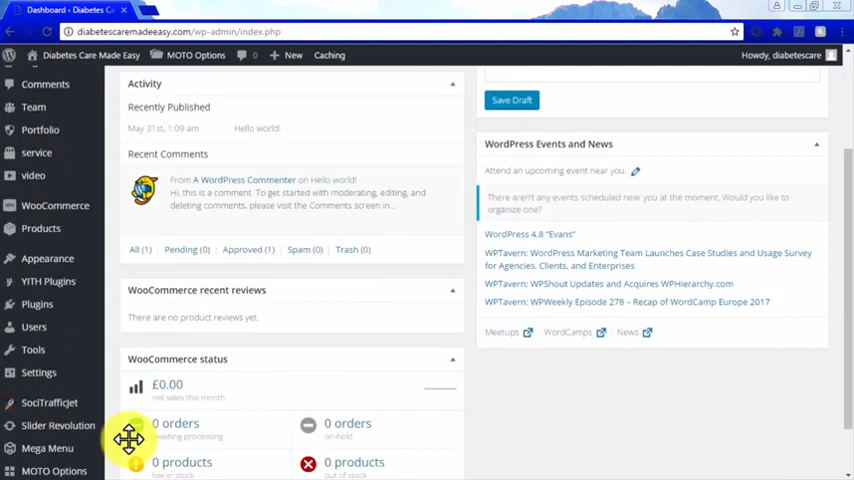 Dashboard ‹ Diabetes Ca
diabetescaremadeeasy.com/wp-admin/index.php
Diabetes Care Made Easy MOTO Options 0 New Caching Howdy, diabetescare
Comments
Team
Portfolio
service
video
WooCommerce
Products
Appearance
YITH Plugins
Plugins
Users
Tools
Settings
SociTrafficJet
Slider Revolution
Mega Menu
MOTO Options
Activity
Recently Published
May 31st, 1:09 am Hello world!
Recent Comments
From A WordPress Commenter on Hello world!
Hi, this is a comment. To get started with moderating, editing, and
deleting comments, please visit the Comments screen in...
All (1) Pending (0) Approved (1) Spam (0) Trash (0)
WooCommerce recent reviews
There are no product reviews yet.
WooCommerce status
£0.00
net sales this month
0 orders
awaiting processing
0 orders
on-hold
0 products
low in stock
0 products
out of stock
Save Draft
WordPress Events and News
Attend an upcoming event near you.
There aren't any events scheduled near you at the moment. Would you like to
organize one?
WordPress 4.8 “Evans”
WPTavern: WordPress Marketing Team Launches Case Studies and Usage Survey
for Agencies, Clients, and Enterprises
WPTavern: WPShout Updates and Acquires WPHierarchy.com
WPTavern: WPWeekly Episode 278 – Recap of WordCamp Europe 2017
Meetups WordCamps News